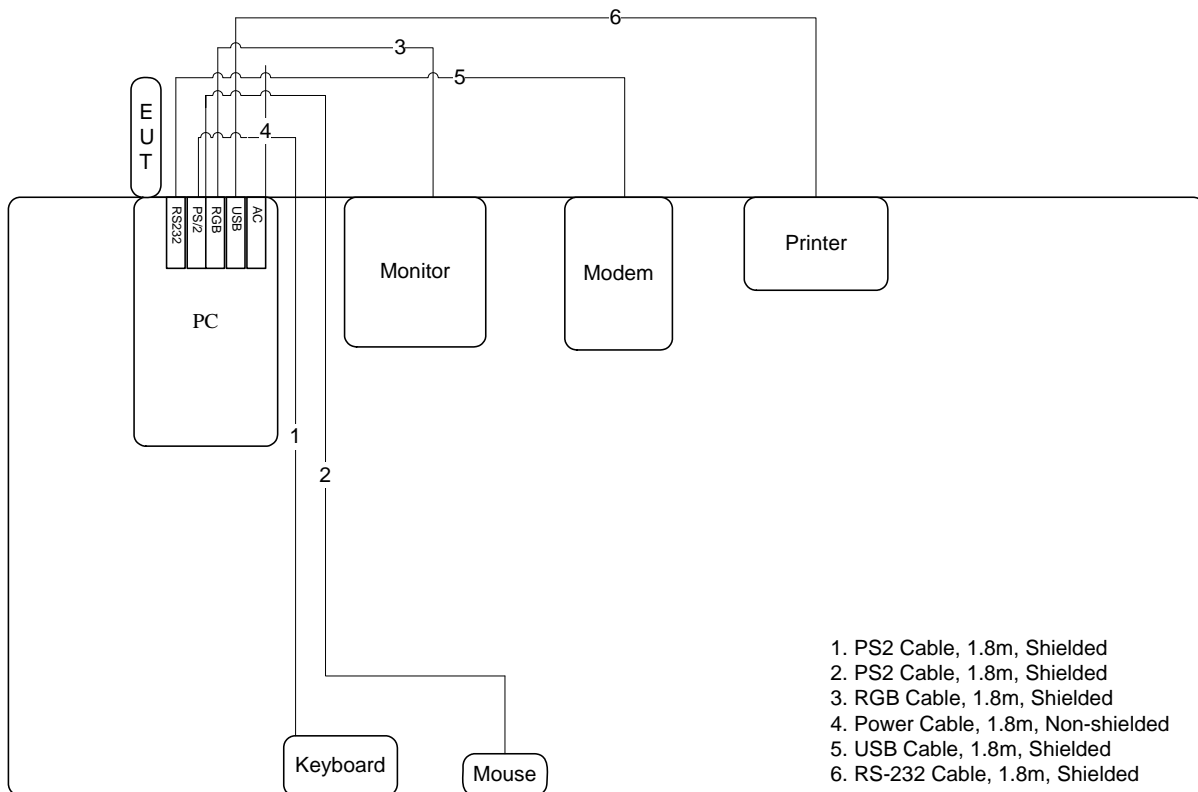 6
3
5
E
U
T
4
RS232
PS/2
RGB
USB
AC
Monitor
Modem
Printer
PC
1
2
Keyboard
Mouse
1. PS2 Cable, 1.8m, Shielded
2. PS2 Cable, 1.8m, Shielded
3. RGB Cable, 1.8m, Shielded
4. Power Cable, 1.8m, Non-shielded
5. USB Cable, 1.8m, Shielded
6. RS-232 Cable, 1.8m, Shielded